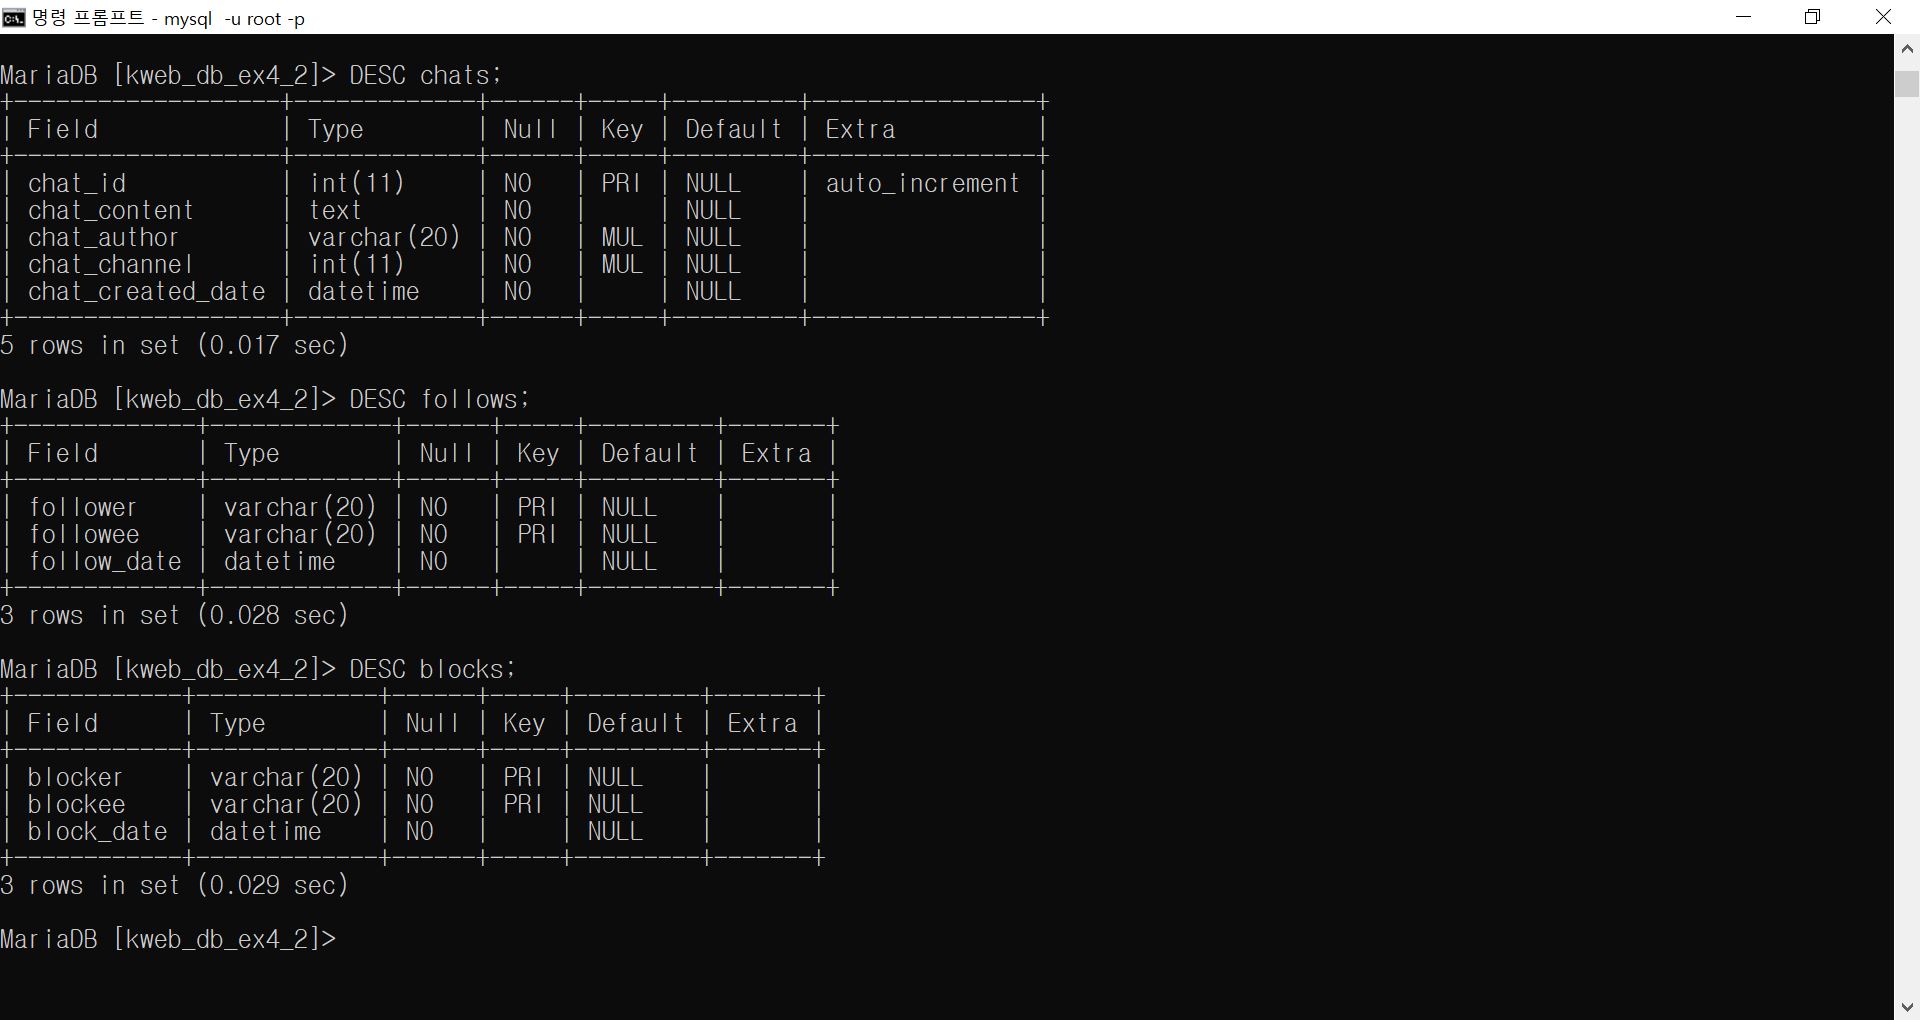 명령 프롬프트 - mysql  -u root -p
MariaDB [kweb_db_ex4_2]> DESC chats;
+-------------------+-------------+------+-----+---------+----------------+
| Field             | Type        | Null | Key | Default | Extra          |
+-------------------+-------------+------+-----+---------+----------------+
| chat_id           | int(11)     | NO   | PRI | NULL    | auto_increment |
| chat_content      | text        | NO   |     | NULL    |                |
| chat_author       | varchar(20) | NO   | MUL | NULL    |                |
| chat_channel      | int(11)     | NO   | MUL | NULL    |                |
| chat_created_date | datetime    | NO   |     | NULL    |                |
+-------------------+-------------+------+-----+---------+----------------+
5 rows in set (0.017 sec)
MariaDB [kweb_db_ex4_2]> DESC follows;
+-------------+-------------+------+-----+---------+-------+
| Field       | Type        | Null | Key | Default | Extra |
+-------------+-------------+------+-----+---------+-------+
| follower    | varchar(20) | NO   | PRI | NULL    |       |
| followee    | varchar(20) | NO   | PRI | NULL    |       |
| follow_date | datetime    | NO   |     | NULL    |       |
+-------------+-------------+------+-----+---------+-------+
3 rows in set (0.028 sec)
MariaDB [kweb_db_ex4_2]> DESC blocks;
+------------+-------------+------+-----+---------+-------+
| Field      | Type        | Null | Key | Default | Extra |
+------------+-------------+------+-----+---------+-------+
| blocker    | varchar(20) | NO   | PRI | NULL    |       |
| blockee    | varchar(20) | NO   | PRI | NULL    |       |
| block_date | datetime    | NO   |     | NULL    |       |
+------------+-------------+------+-----+---------+-------+
3 rows in set (0.029 sec)
MariaDB [kweb_db_ex4_2]>